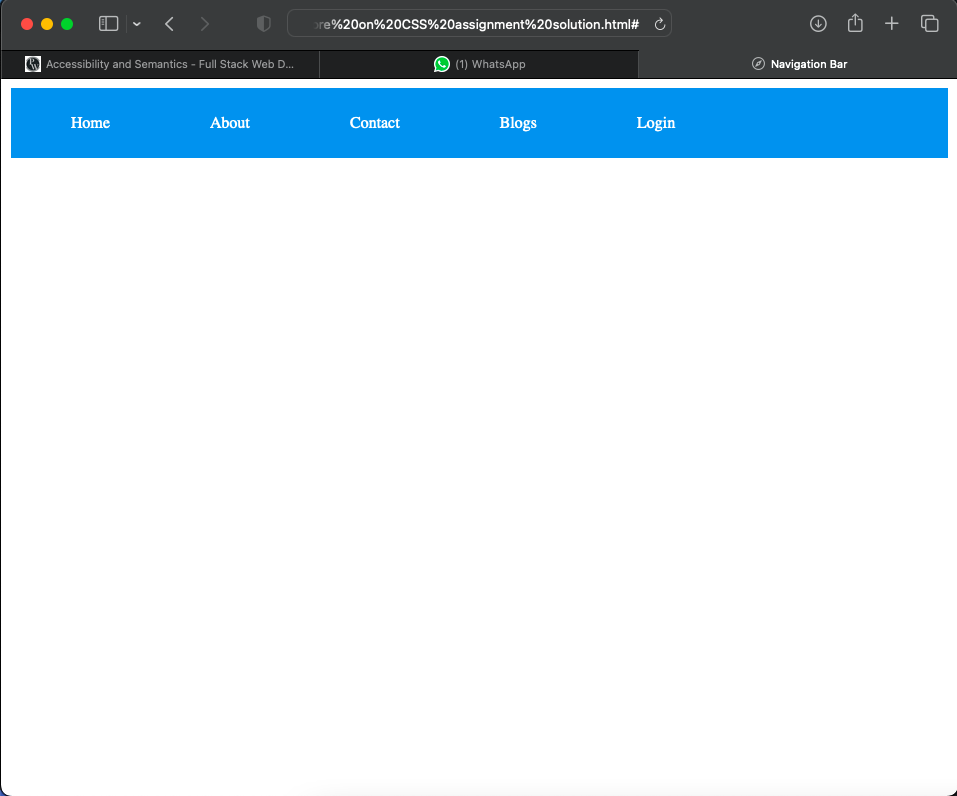 re%20on%20CSS%20assignment%20solution.html#
Accessibility and Semantics - Full Stack Web D...
(1) WhatsApp
Navigation Bar
Home About Contact Blogs Login